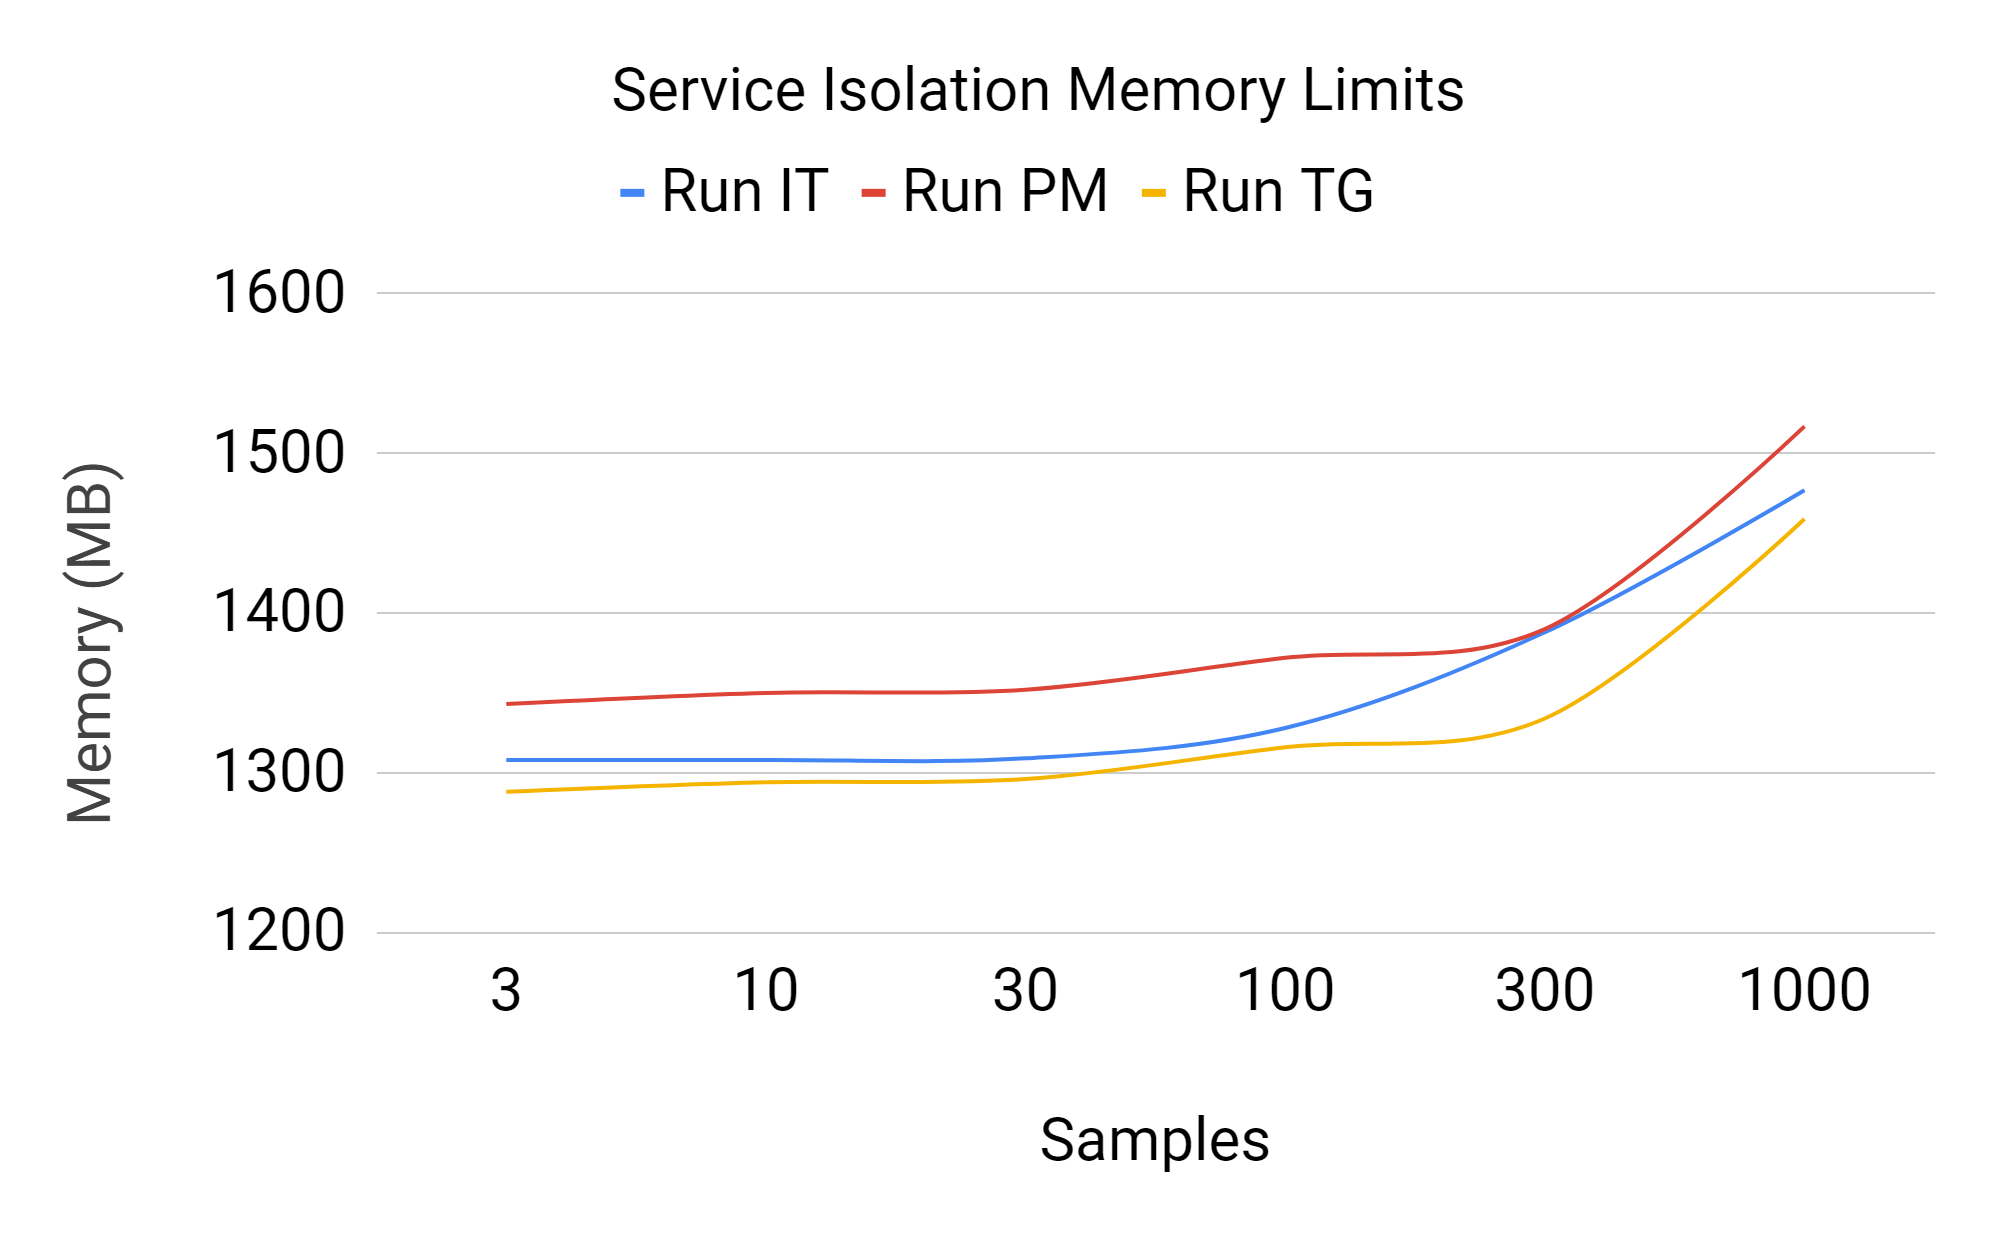 Service Isolation Memory Limits
Run IT Run PM Run TG
1600
1500
1400
1300
1200
Memory (MB)
3 10 30 100 300 1000
Samples